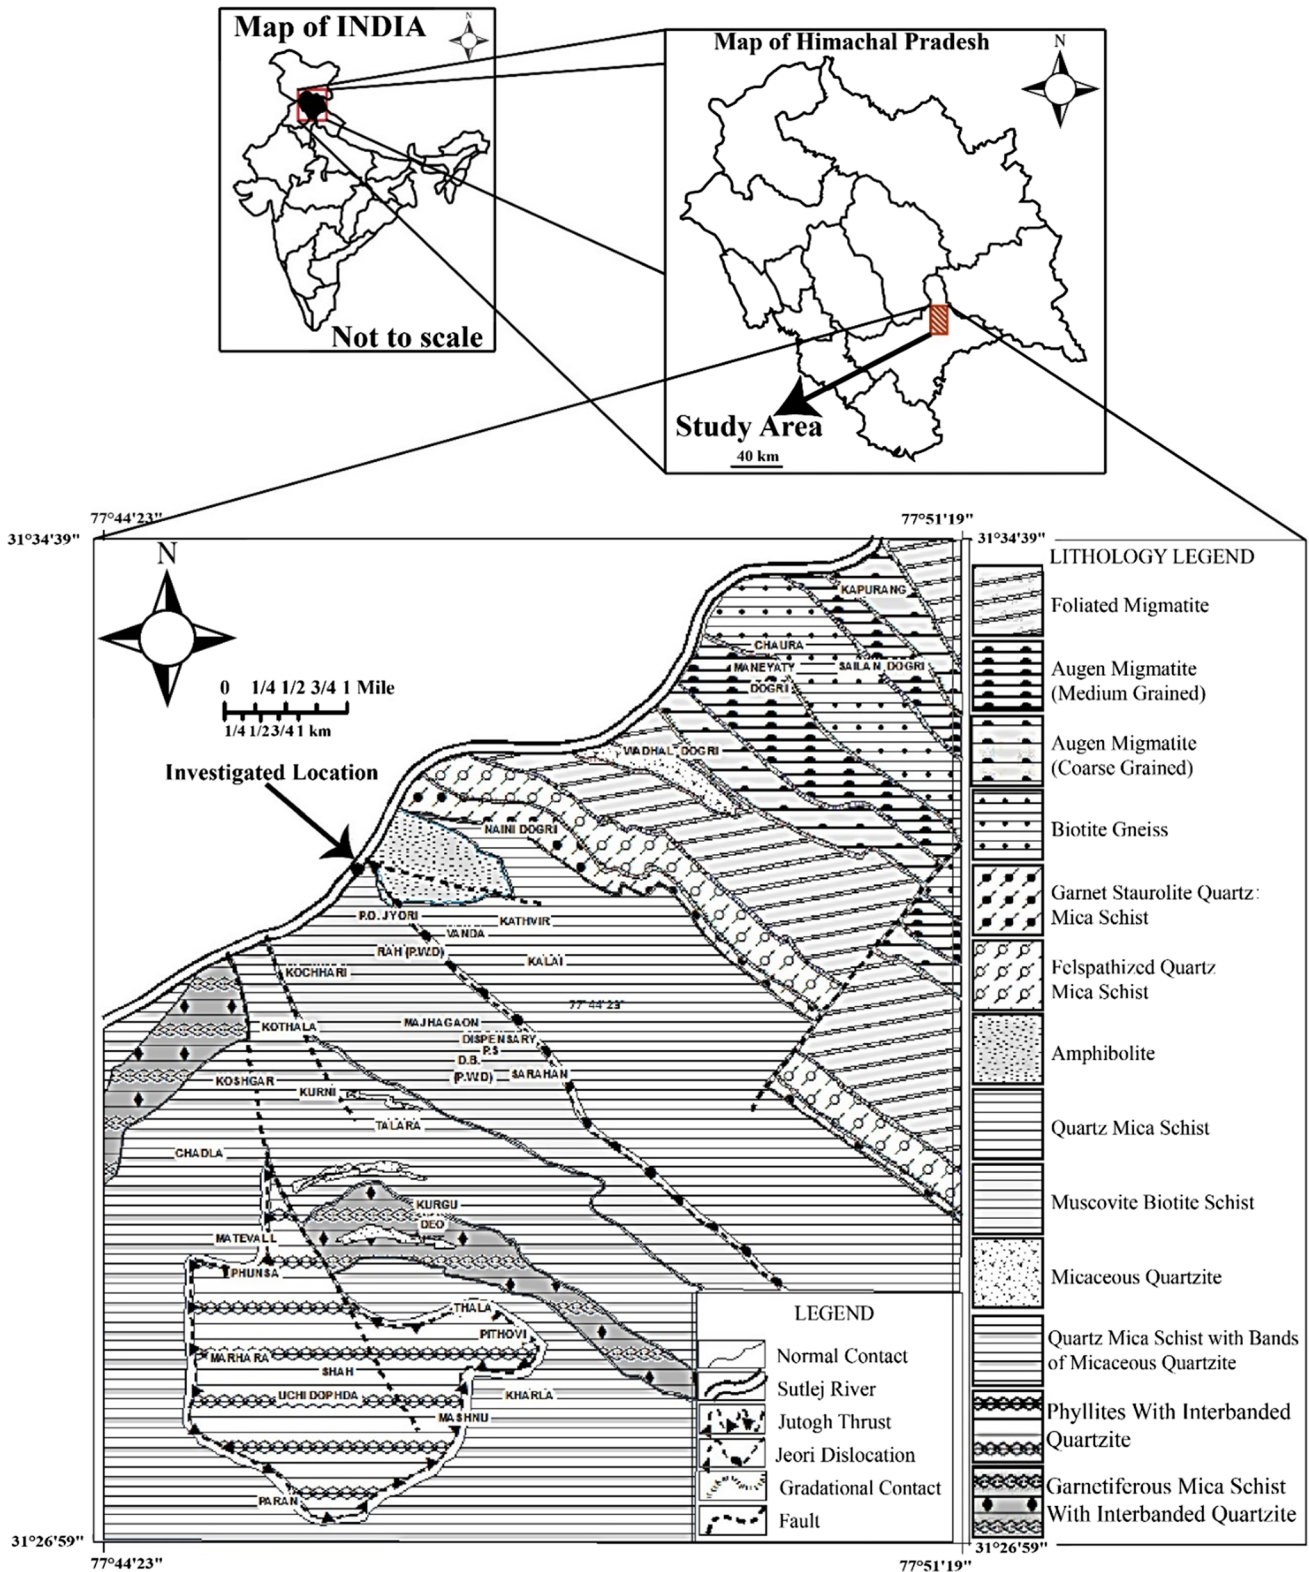 Map of INDIA
N
Not to scale
Map of Himachal Pradesh
N
Study Area
40 km
77°44'23"
77°51'19"
31°34'39"
31°34'39"
N
0 1/4 1/2 3/4 1 Mile
1/4 1/2 3/4 1 km
Investigated Location
KAPURANG
CHAURA
MANEYATY
DOGRI
SAILAN DOGRI
WADHAL DOGRI
NAINI DOGRI
P.O. JYORI
KATHVIR
VANDA
RAH (P.W.D)
KALAI
KOCHHARI
77°44'23"
MAJHAGAON
KOTHALA
DISPENSARY
P.S
D.B.
(P.W.D)
SARAHAN
KOSHGAR
KURNI
TALARA
CHADLA
KURGU
DEO
MATEVALL
PHUNSA
THALA
PITHOVI
MARHARA
SHAH
UCHI DOPHDA
KHARLA
MASHNU
PARAN
LITHOLOGY LEGEND
Foliated Migmatite
Augen Migmatite
(Medium Grained)
Augen Migmatite
(Coarse Grained)
Biotite Gneiss
Garnet Staurolite Quartz:
Mica Schist
Felspathized Quartz
Mica Schist
Amphibolite
Quartz Mica Schist
Muscovite Biotite Schist
Micaceous Quartzite
Quartz Mica Schist with Bands
of Micaceous Quartzite
Phyllites With Interbanded
Quartzite
Garnetiferous Mica Schist
With Interbanded Quartzite
LEGEND
Normal Contact
Sutlej River
Jutogh Thrust
Jeori Dislocation
Gradational Contact
Fault
31°26'59"
31°26'59"
77°44'23"
77°51'19"